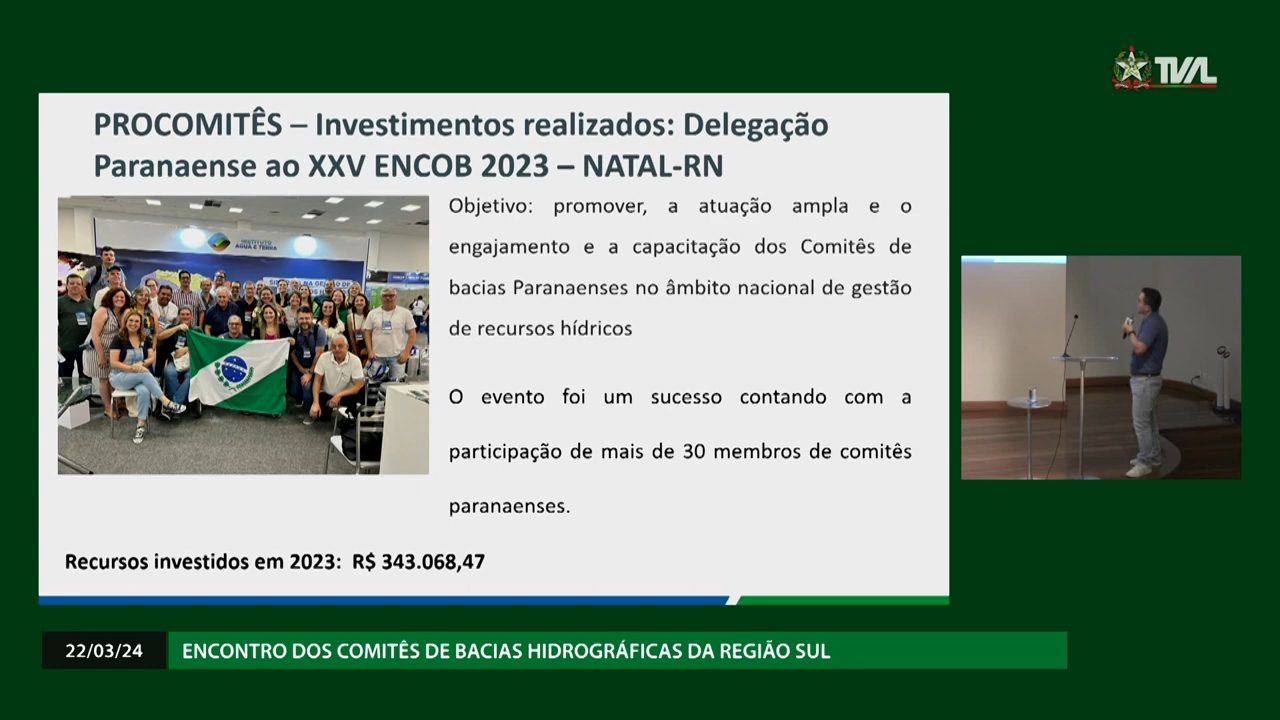 TVAL
PROCOMITÊS – Investimentos realizados: Delegação
Paranaense ao XXV ENCOB 2023 – NATAL-RN
INSTITUTO
ÁGUA E TERRA
Objetivo: promover, a atuação ampla e o
engajamento e a capacitação dos Comitês de
bacias Paranaenses no âmbito nacional de gestão
de recursos hídricos
O evento foi um sucesso contando com a
participação de mais de 30 membros de comitês
paranaenses.
Recursos investidos em 2023: R$ 343.068,47
22/03/24
ENCONTRO DOS COMITÊS DE BACIAS HIDROGRÁFICAS DA REGIÃO SUL